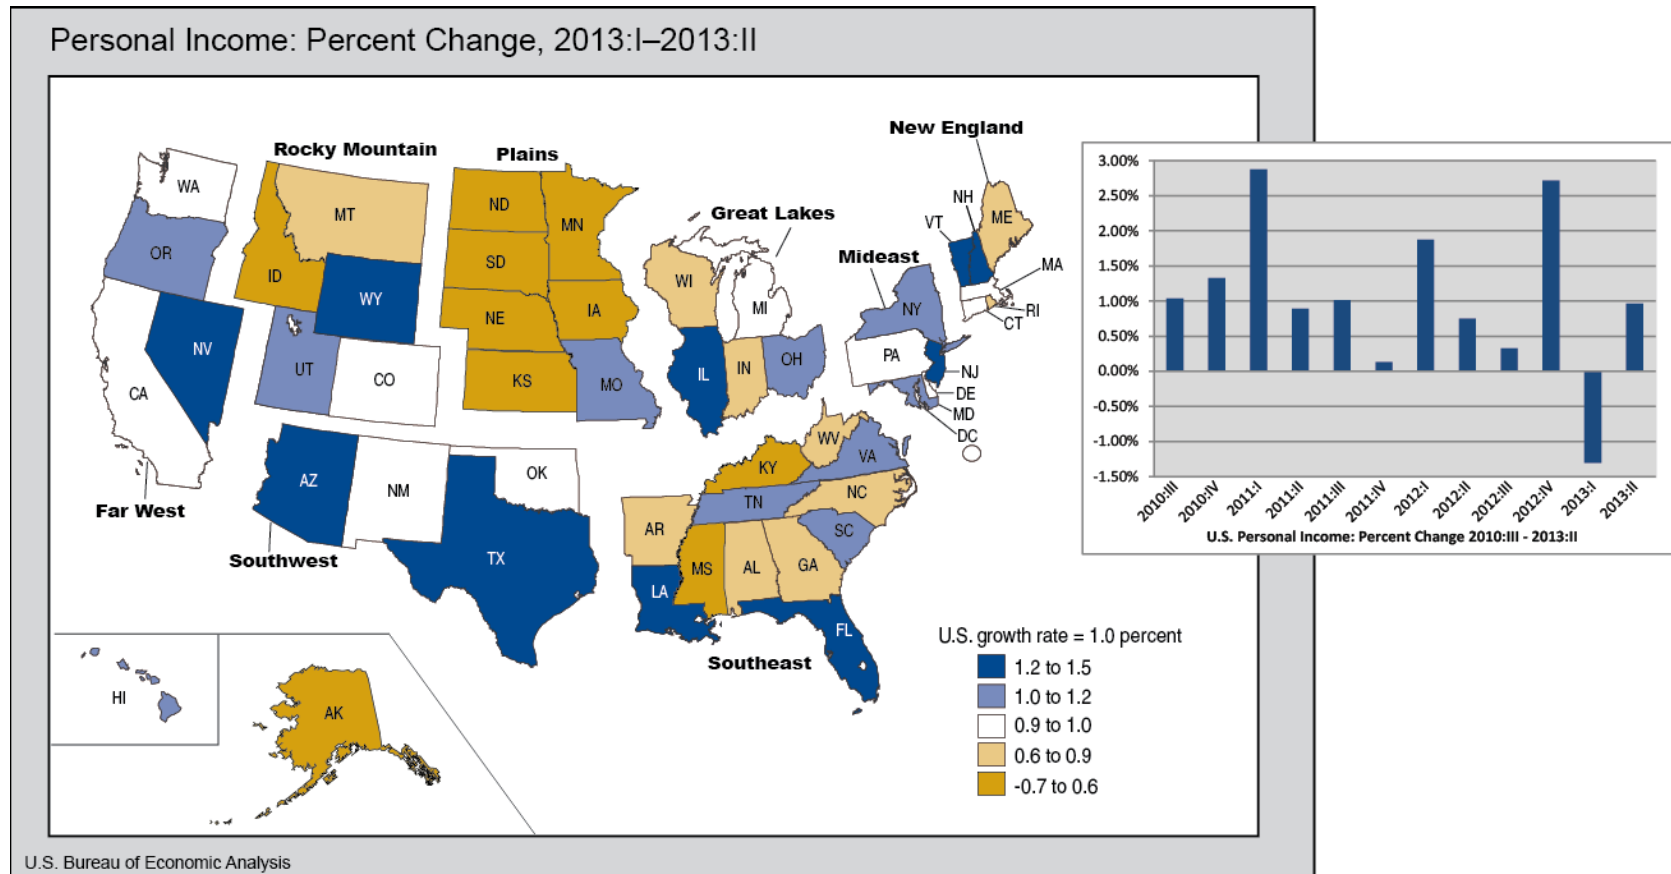 Personal Income: Percent Change, 2013:I–2013:II
New England
Rocky Mountain
Plains
Great Lakes
Mideast
Far West
Southwest
Southeast
WA
OR
CA
NV
ID
MT
WY
UT
CO
AZ
NM
OK
TX
ND
SD
NE
KS
MN
IA
MO
WI
MI
IL
IN
OH
KY
TN
WV
VA
NC
SC
AR
LA
MS
AL
GA
FL
NY
PA
NJ
DE
MD
DC
VT
NH
ME
MA
RI
CT
HI
AK
U.S. growth rate = 1.0 percent
1.2 to 1.5
1.0 to 1.2
0.9 to 1.0
0.6 to 0.9
-0.7 to 0.6
3.00%
2.50%
2.00%
1.50%
1.00%
0.50%
0.00%
-0.50%
-1.00%
-1.50%
2010:III
2010:IV
2011:I
2011:II
2011:III
2011:IV
2012:I
2012:II
2012:III
2012:IV
2013:I
2013:II
U.S. Personal Income: Percent Change 2010:III - 2013:II
U.S. Bureau of Economic Analysis